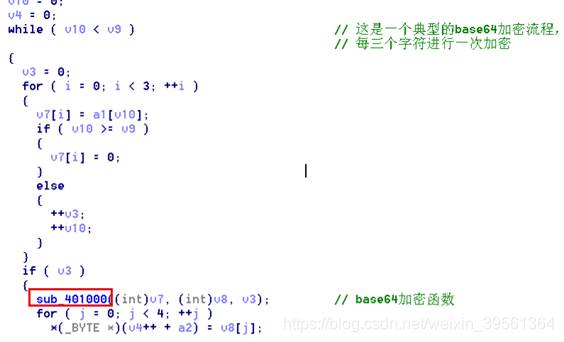 v10 = 0;
v4 = 0;
while ( v10 < v9 ) // 这是一个典型的base64加密流程,
// 每三个字符进行一次加密
{
v3 = 0;
for ( i = 0; i < 3; ++i )
{
v7[i] = a1[v10];
if ( v10 >= v9 )
{
v7[i] = 0;
}
else
{
++v3;
++v10;
}
}
if ( v3 )
{
sub_401000((int)v7, (int)v8, v3); // base64加密函数
for ( j = 0; j < 4; ++j )
*(_BYTE *)(v4++ + a2) = v8[j];
https://blog.csdn.net/weixin_39561364